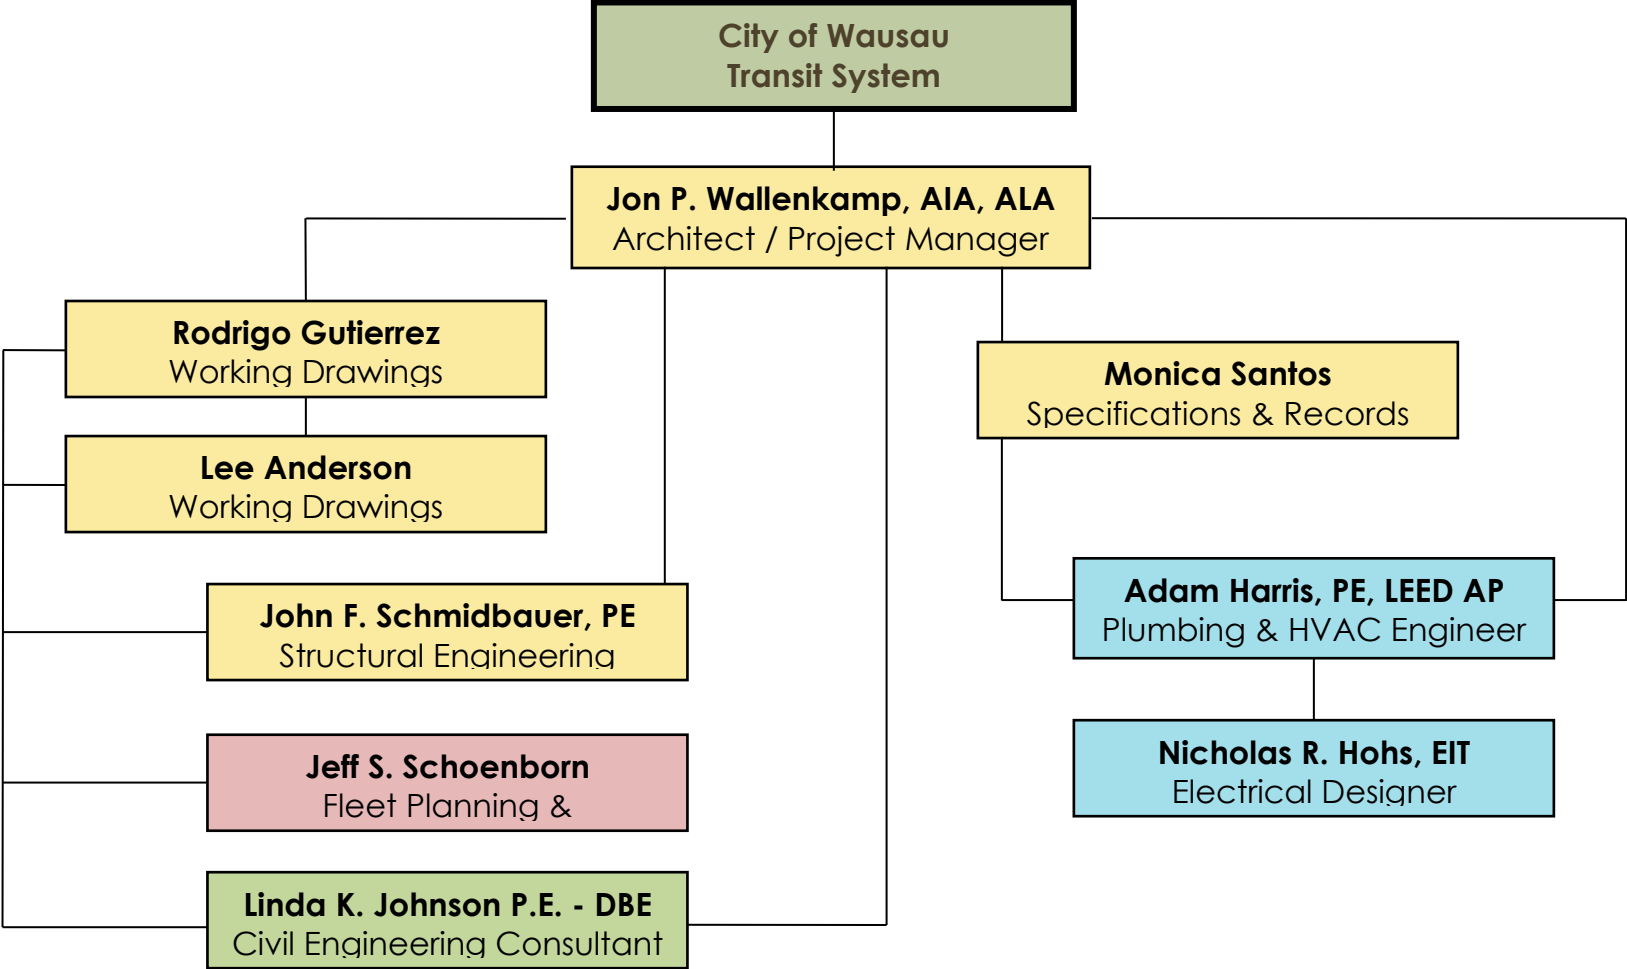 City of Wausau
Transit System
Jon P. Wallenkamp, AIA, ALA
Architect / Project Manager
Rodrigo Gutierrez
Working Drawings
Monica Santos
Specifications & Records
Lee Anderson
Working Drawings
John F. Schmidbauer, PE
Structural Engineering
Adam Harris, PE, LEED AP
Plumbing & HVAC Engineer
Jeff S. Schoenborn
Fleet Planning &
Nicholas R. Hohs, EIT
Electrical Designer
Linda K. Johnson P.E. - DBE
Civil Engineering Consultant